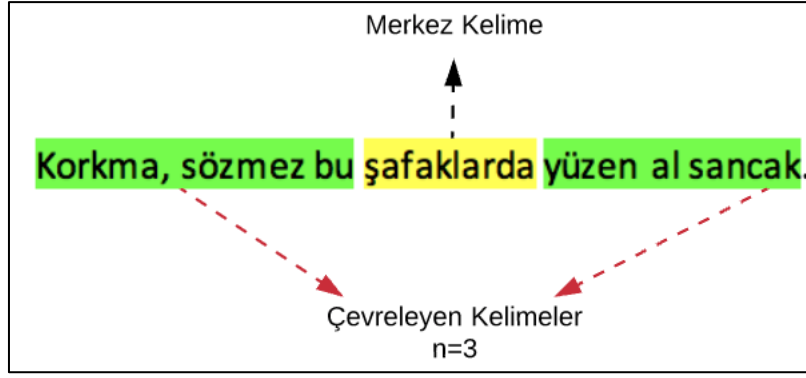 Merkez Kelime
Korkma, sözmez bu şafaklarda yüzen al sancak.
Çevreleyen Kelimeler
n=3